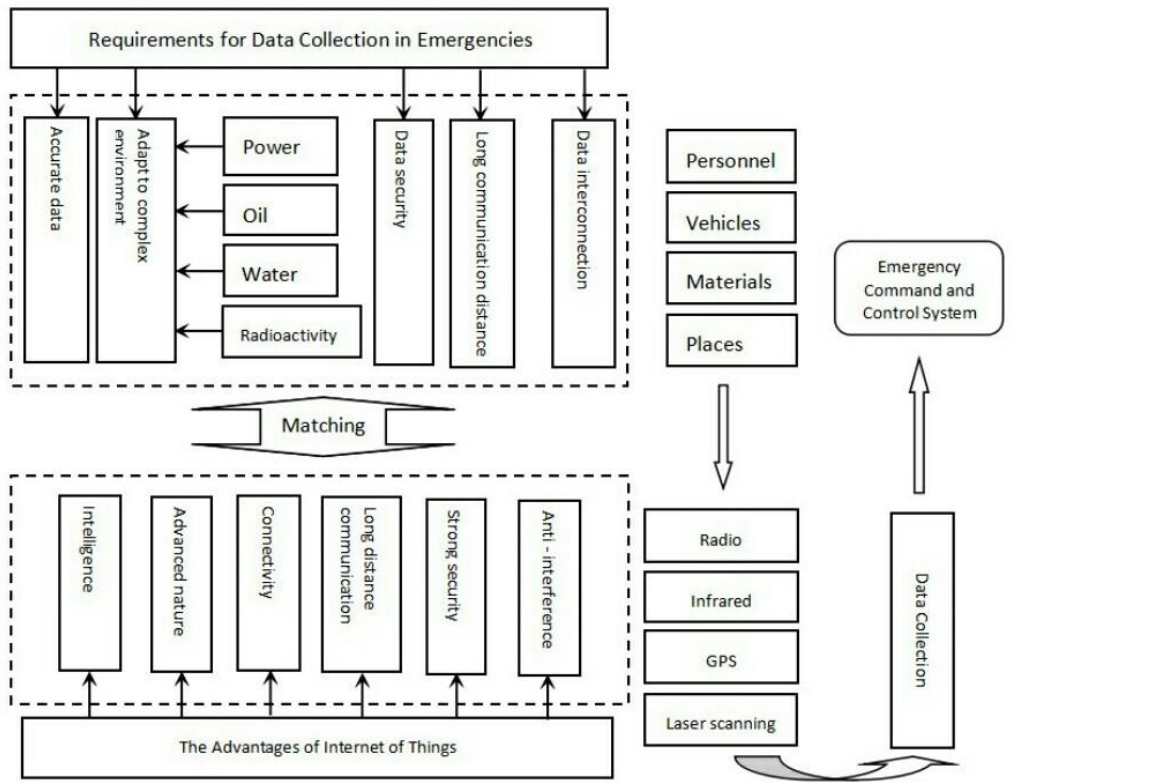 Requirements for Data Collection in Emergencies
Accurate data
Adapt to complex
environment
Power
Oil
Water
Radioactivity
Data security
Long communication distance
Data interconnection
Matching
Intelligence
Advanced nature
Connectivity
Long distance
communication
Strong security
Anti - interference
The Advantages of Internet of Things
Personnel
Vehicles
Materials
Places
Radio
Infrared
GPS
Laser scanning
Data Collection
Emergency
Command and
Control System